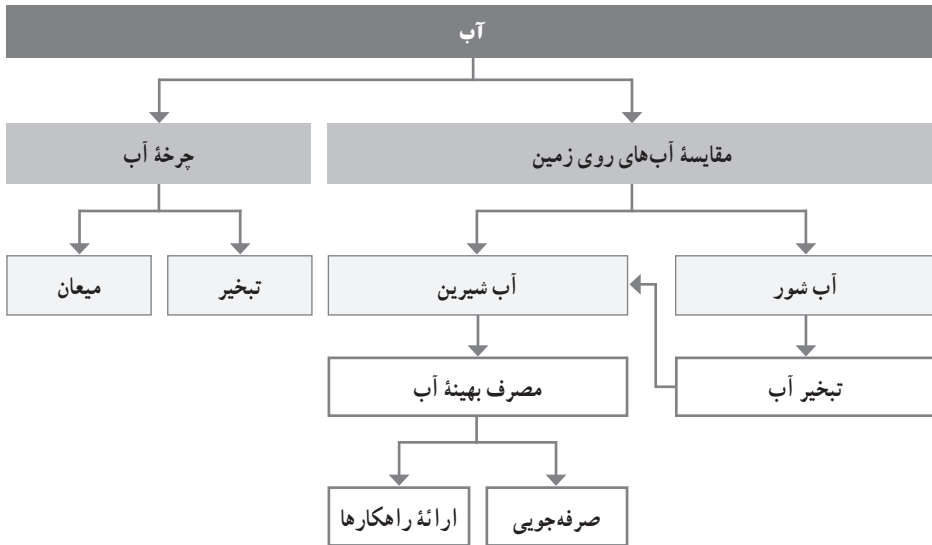 آب
مقایسهٔ آب‌های روی زمین
چرخهٔ آب
آب شور
آب شیرین
تبخیر
میعان
تبخیر آب
مصرف بهینهٔ آب
صرفه‌جویی
ارائهٔ راهکارها